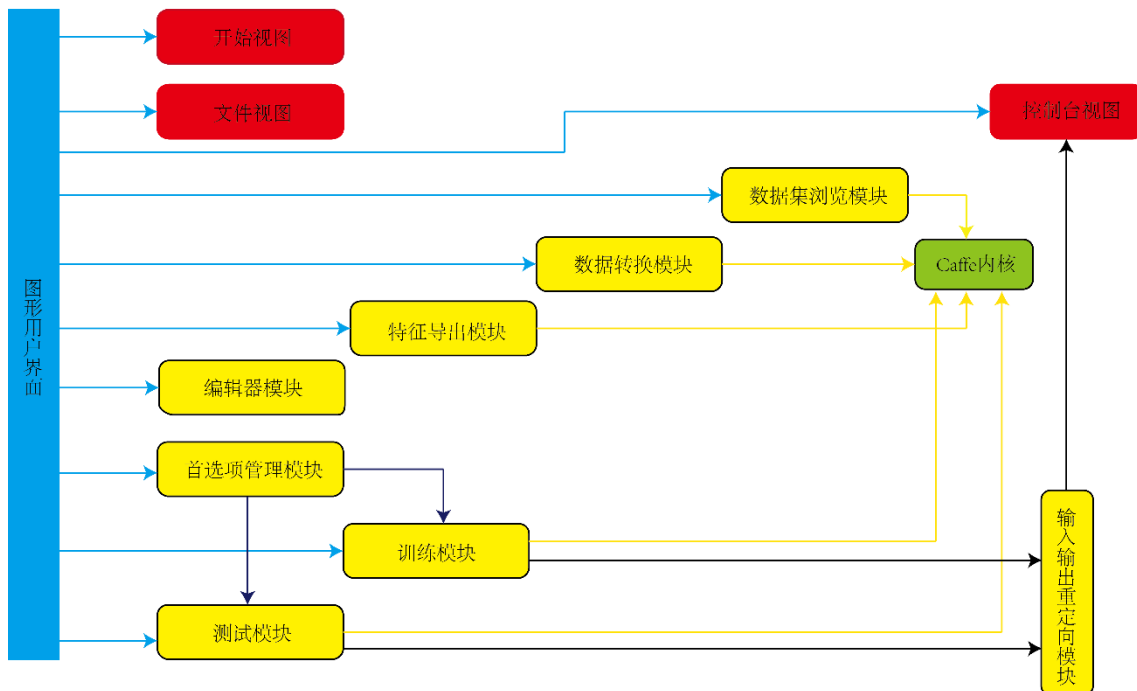 开始视图
文件视图
控制台视图
数据集浏览模块
数据转换模块
Caffe内核
图形用户界面
特征导出模块
编辑器模块
首选项管理模块
训练模块
输入输出重定向模块
测试模块